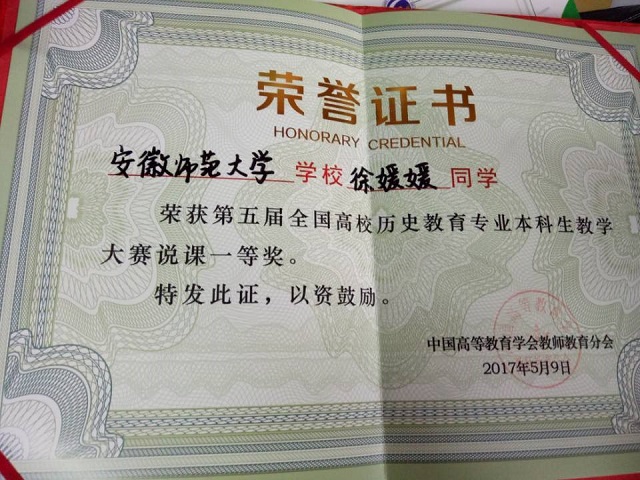 荣誉证书
HONORARY CREDENTIAL
安徽师范大学 学校 徐媛媛 同学
荣获第五届全国高校历史教育专业本科生教学
大赛说课一等奖。
特发此证，以资鼓励。
中国高等教育学会教师教育分会
2017年5月9日